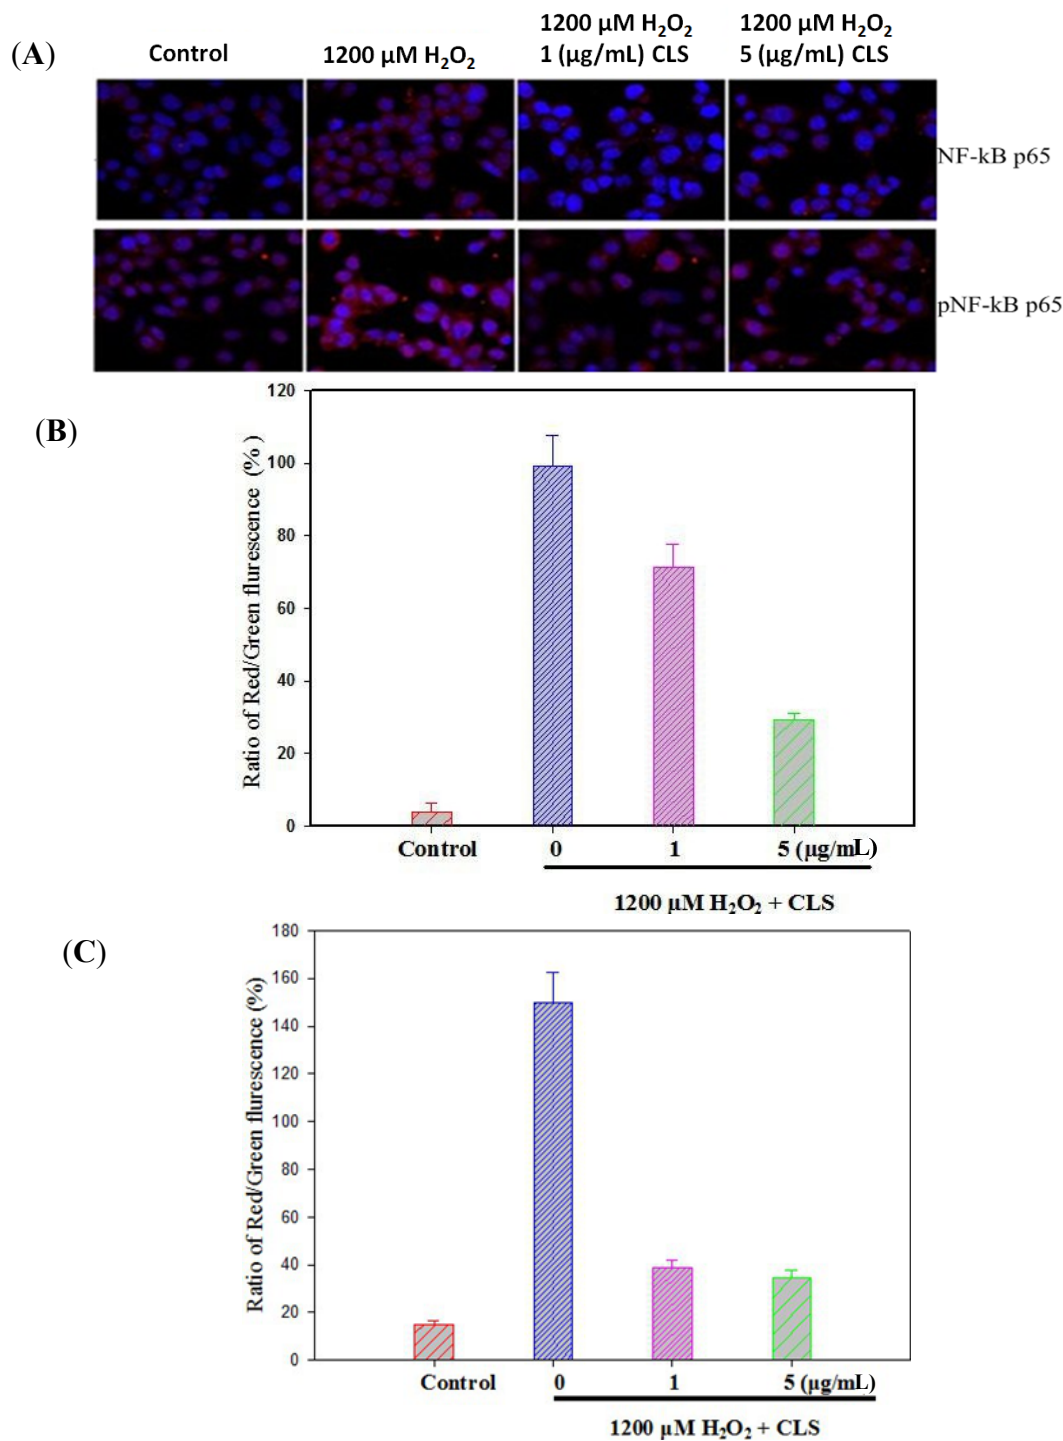 (A)
Control
1200 μM H₂O₂
1200 μM H₂O₂
1 (μg/mL) CLS
1200 μM H₂O₂
5 (μg/mL) CLS
NF-kB p65
pNF-kB p65
(B)
Ratio of Red/Green flurescence (% )
120
100
80
60
40
20
0
Control 0 1 5 (μg/mL)
1200 μM H₂O₂ + CLS
(C)
Ratio of Red/Green flurescence (%)
180
160
140
120
100
80
60
40
20
0
Control 0 1 5 (μg/mL)
1200 μM H₂O₂ + CLS